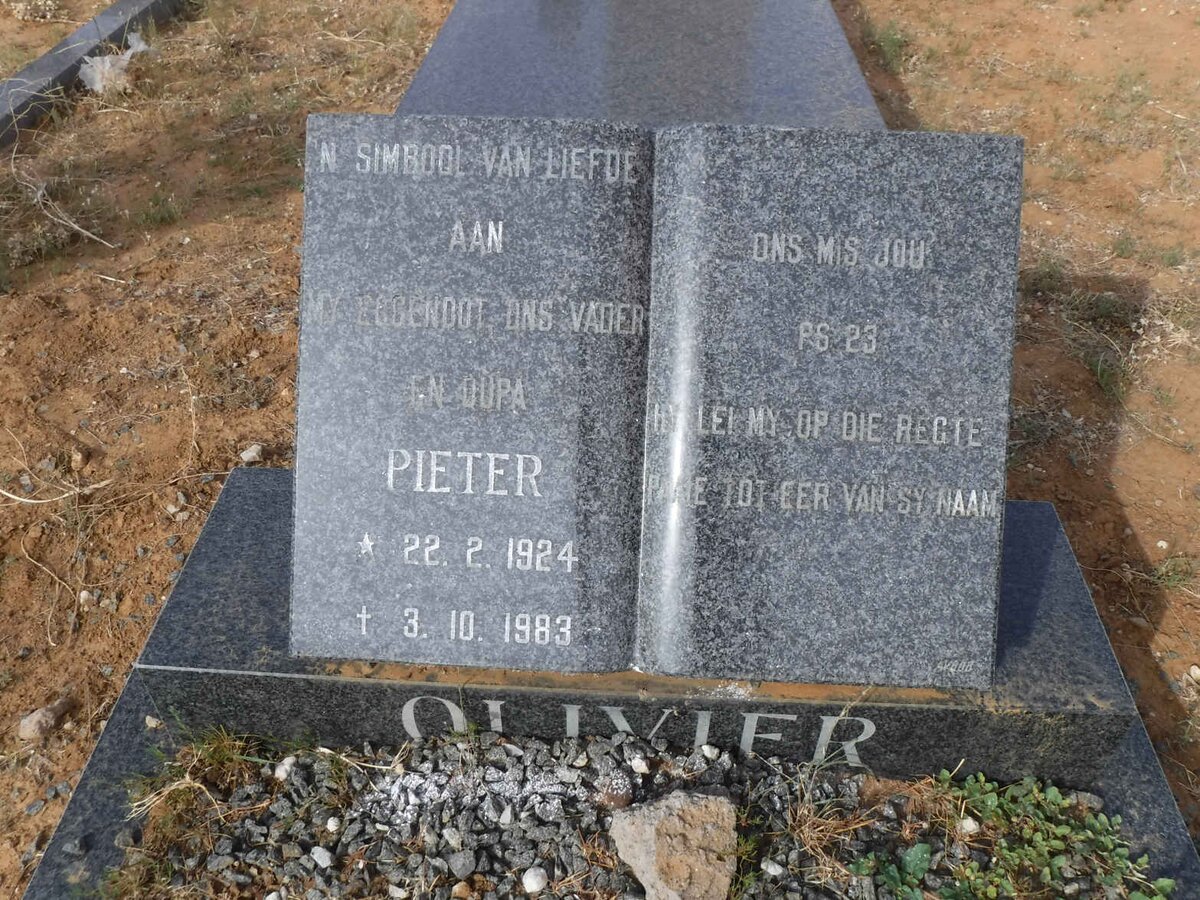 'N SIMBOOL VAN LIEFDE
AAN
MY EGGENOOT, ONS VADER
EN OUPA
PIETER
★ 22. 2. 1924
† 3. 10. 1983
ONS MIS JOU
PS 23
HY LEI MY OP DIE REGTE
TOT EER VAN SY NAAM
OLIVIER